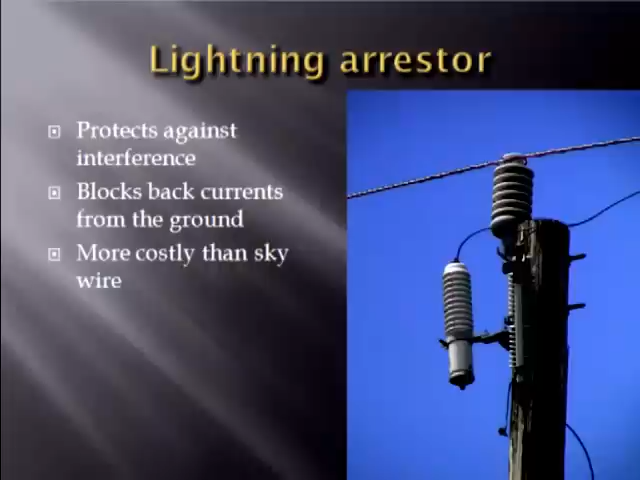 Lightning arrestor
Protects against
interference
Blocks back currents
from the ground
More costly than sky
wire